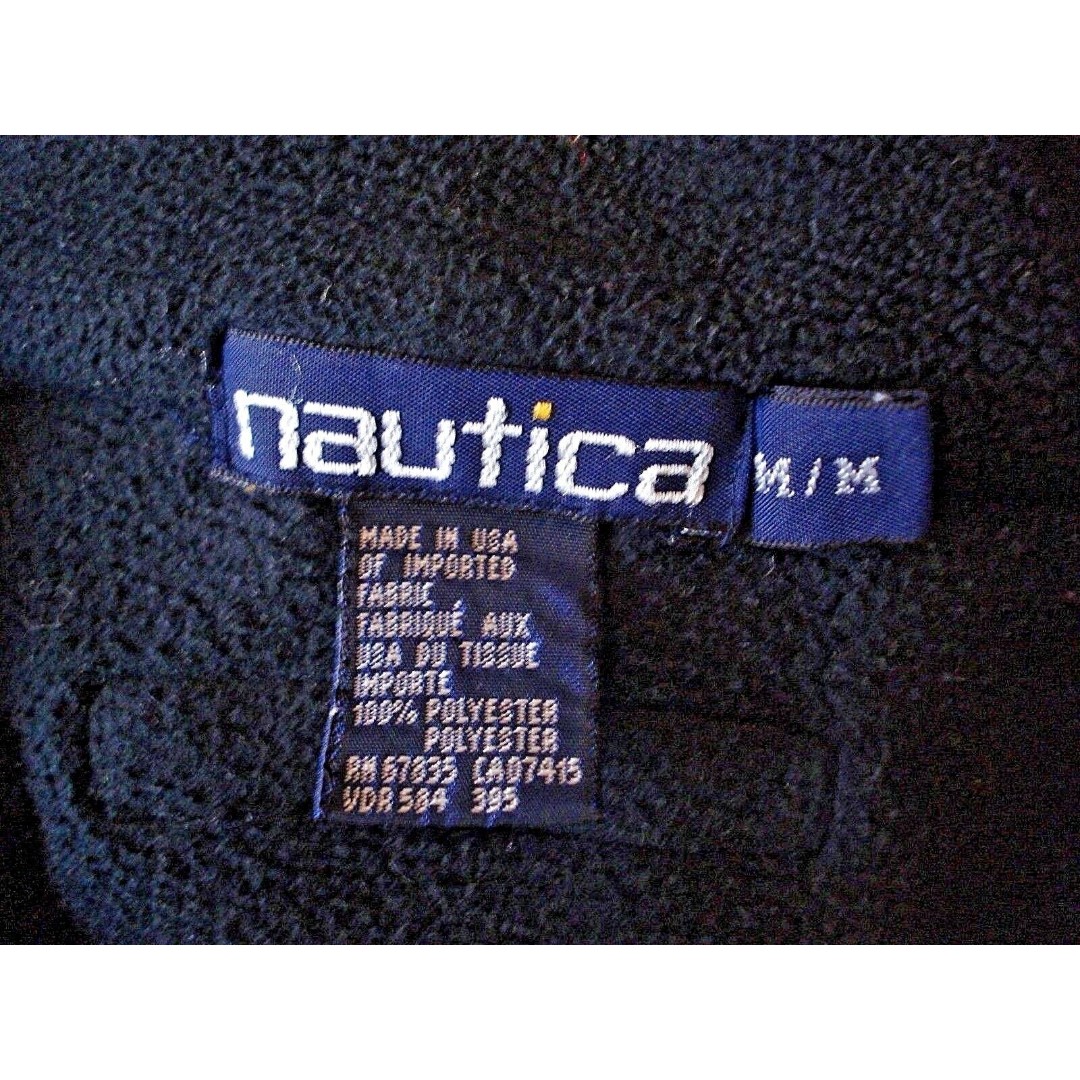 nautica
M/M
MADE IN USA
OF IMPORTED
FABRIC
FABRIQUÉ AUX
USA DU TISSUE
IMPORTE
100% POLYESTER
POLYESTER
RN 67835 CA07415
VDR 584 395